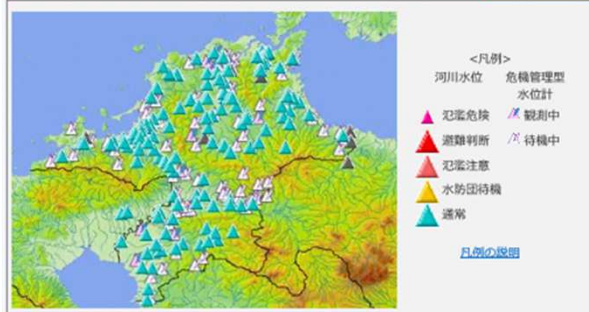 <凡例>
河川水位 危機管理型
水位計
氾濫危険 観測中
避難判断 待機中
氾濫注意
水防団待機
通常
凡例の説明